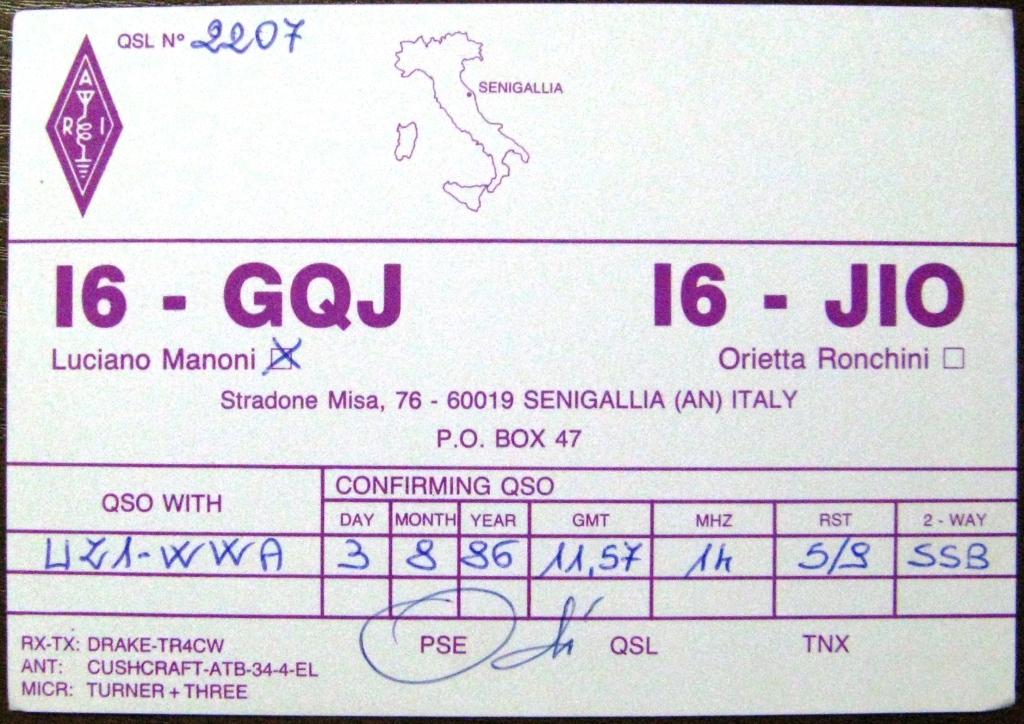 QSL N° 2207
A
R I
SENIGALLIA
I6 - GQJ I6 - JIO
Luciano Manoni ☒ Orietta Ronchini ☐
Stradone Misa, 76 - 60019 SENIGALLIA (AN) ITALY
P.O. BOX 47
QSO WITH CONFIRMING QSO
DAY MONTH YEAR GMT MHZ RST 2 - WAY
UZ1-WWA 3 8 86 11,57 14 5/9 SSB
RX-TX: DRAKE-TR4CW PSE QSL TNX
ANT: CUSHCRAFT-ATB-34-4-EL
MICR: TURNER + THREE